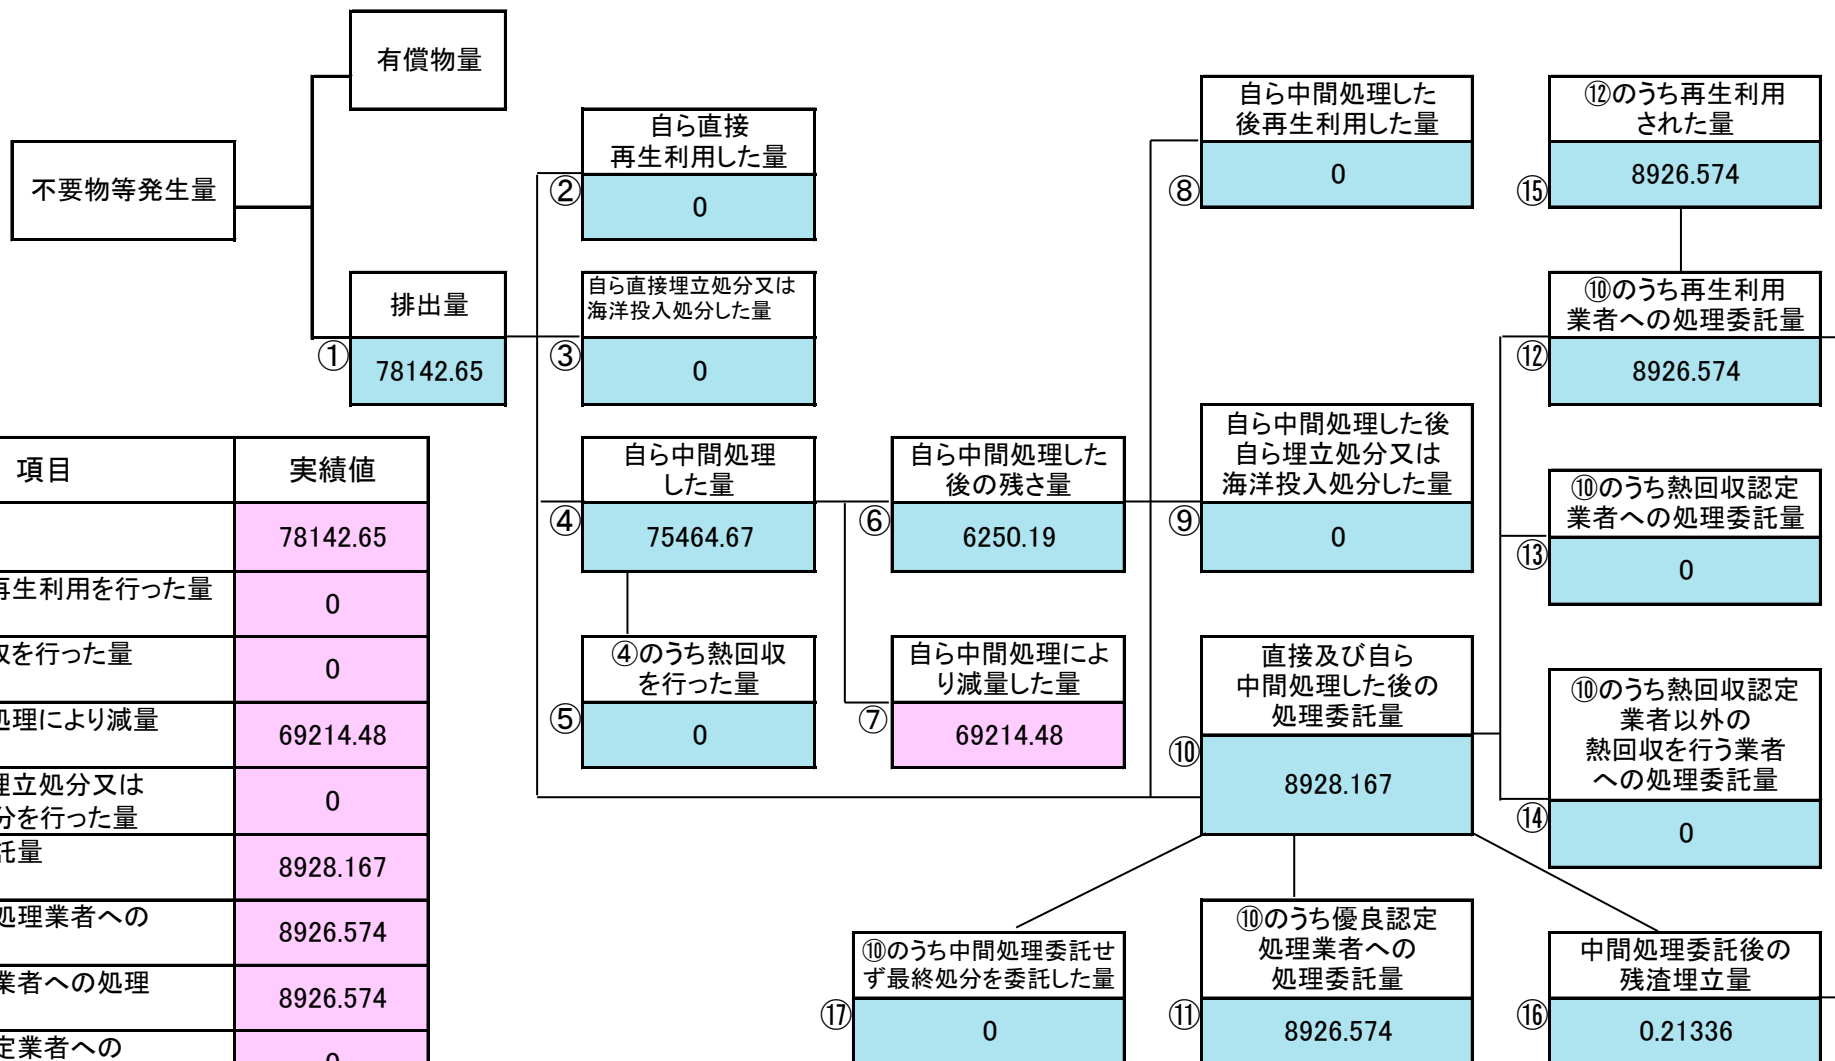 有償物量
不要物等発生量
排出量
①
78142.65
自ら直接
再生利用した量
②
0
自ら直接埋立処分又は
海洋投入処分した量
③
0
自ら中間処理
した量
④
75464.67
④のうち熱回収
を行った量
⑤
0
自ら中間処理した
後の残さ量
⑥
6250.19
自ら中間処理によ
り減量した量
⑦
69214.48
自ら中間処理した
後再生利用した量
⑧
0
自ら中間処理した後
自ら埋立処分又は
海洋投入処分した量
⑨
0
直接及び自ら
中間処理した後の
処理委託量
⑩
8928.167
⑫のうち再生利用
された量
⑮
8926.574
⑩のうち再生利用
業者への処理委託量
⑫
8926.574
⑩のうち熱回収認定
業者への処理委託量
⑬
0
⑩のうち熱回収認定
業者以外の
熱回収を行う業者
への処理委託量
⑭
0
⑩のうち中間処理委託せ
ず最終処分を委託した量
⑰
0
⑩のうち優良認定
処理業者への
処理委託量
⑪
8926.574
中間処理委託後の
残渣埋立量
⑯
0.21336
項目 実績値
78142.65
再生利用を行った量
0
を行った量
0
処理により減量
69214.48
埋立処分又は
分を行った量
0
託量
8928.167
処理業者への
8926.574
業者への処理
8926.574
定業者への
0